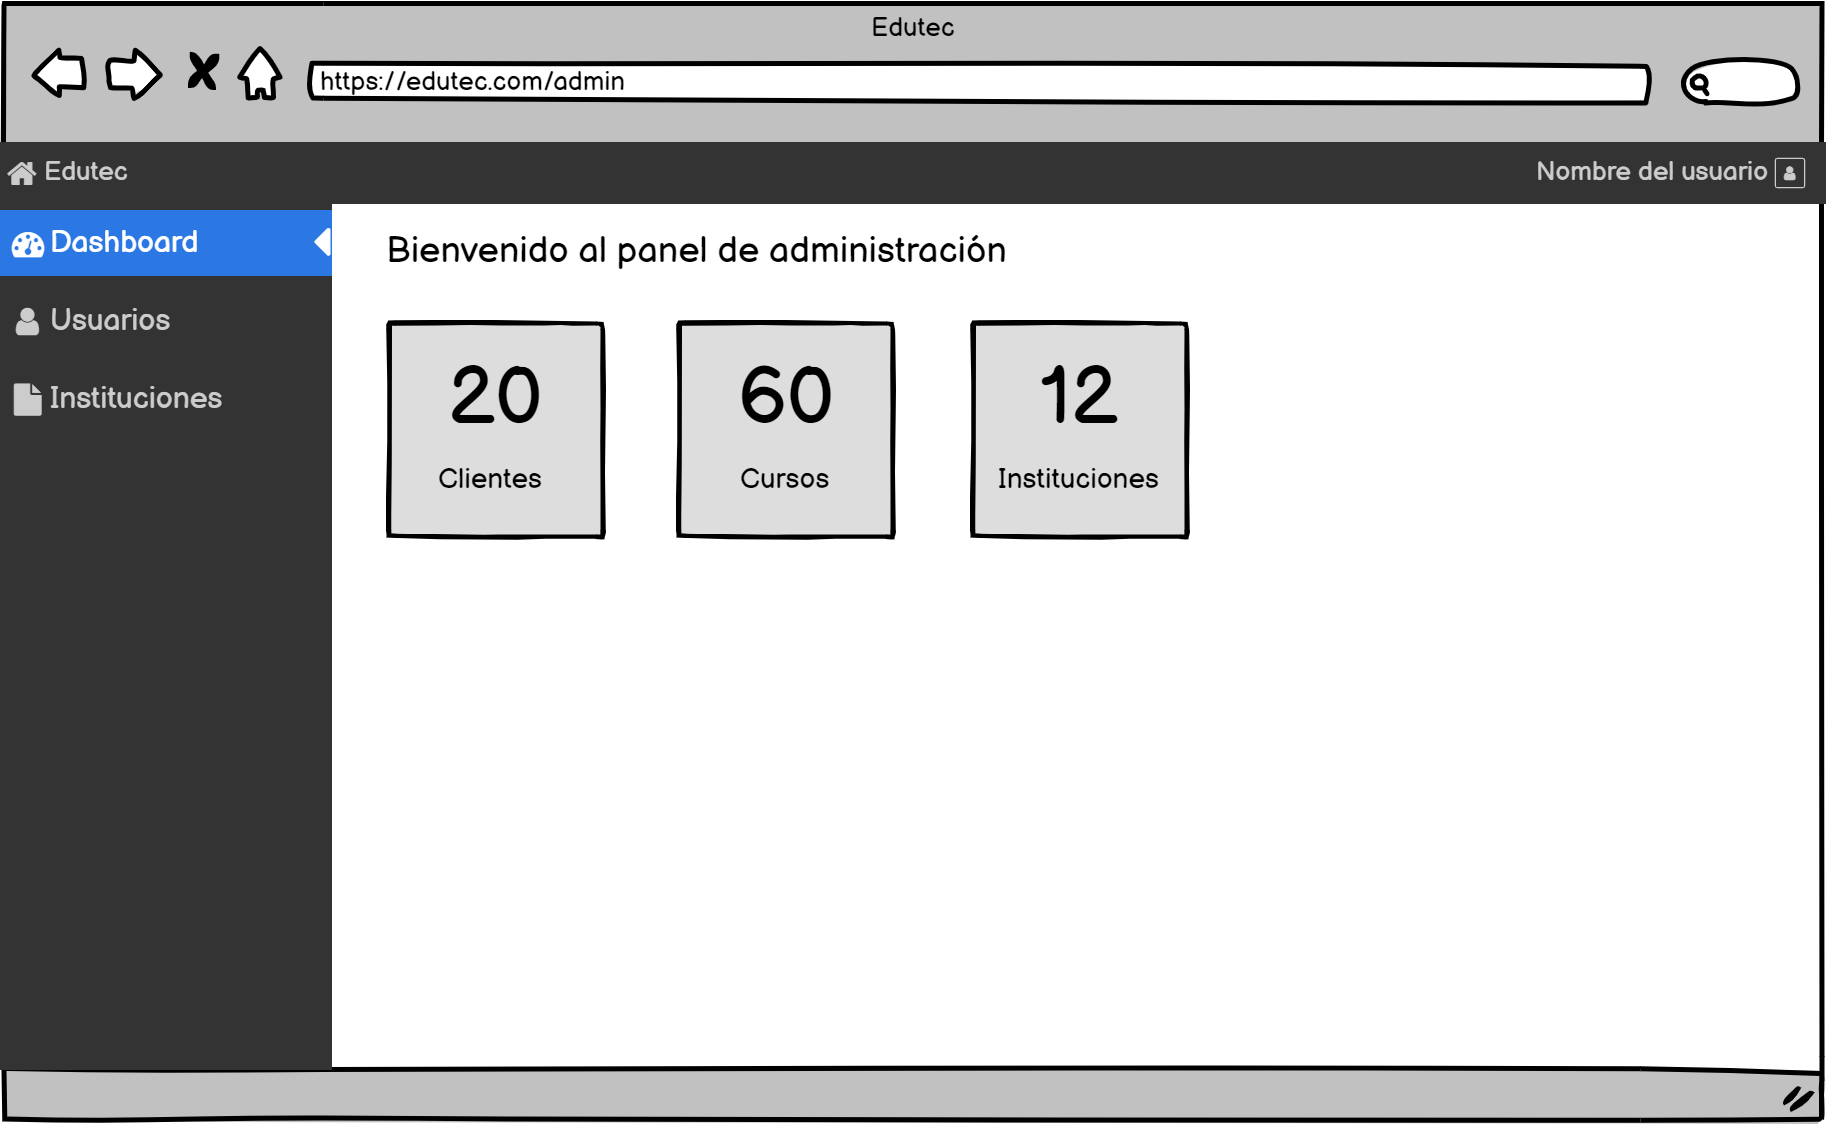 Edutec
https://edutec.com/admin
Edutec
Nombre del usuario
Dashboard
Usuarios
Instituciones
Bienvenido al panel de administración
20
Clientes
60
Cursos
12
Instituciones